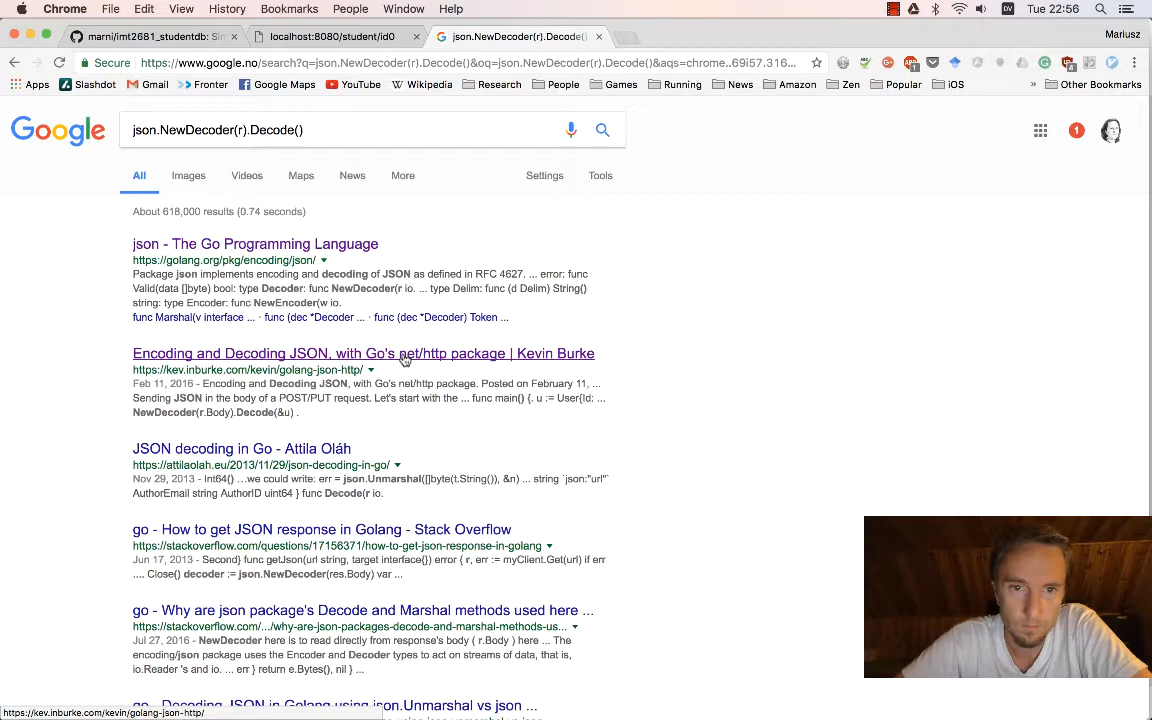 Chrome File Edit View History Bookmarks People Window Help DV Tue 22:56
marni/imt2681_studentdb: Sim localhost:8080/student/id0 json.NewDecoder(r).Decode() Mariusz
Secure https://www.google.no/search?q=json.NewDecoder(r).Decode()&oq=json.NewDecoder(r).Decode()&aqs=chrome..69i57.316...
Apps Slashdot Gmail Fronter Google Maps YouTube Wikipedia Research People Games Running News Amazon Zen Popular iOS » Other Bookmarks
Google json.NewDecoder(r).Decode() 1
All Images Videos Maps News More Settings Tools
About 618,000 results (0.74 seconds)
json - The Go Programming Language
https://golang.org/pkg/encoding/json/
Package json implements encoding and decoding of JSON as defined in RFC 4627. ... error: func
Valid(data []byte) bool: type Decoder: func NewDecoder(r io. ... type Delim: func (d Delim) String()
string: type Encoder: func NewEncoder(w io.
func Marshal(v interface ... · func (dec *Decoder ... · func (dec *Decoder) Token ...
Encoding and Decoding JSON, with Go's net/http package | Kevin Burke
https://kev.inburke.com/kevin/golang-json-http/
Feb 11, 2016 - Encoding and Decoding JSON, with Go's net/http package. Posted on February 11, ...
Sending JSON in the body of a POST/PUT request. Let's start with the ... func main() {. u := User{Id: ...
NewDecoder(r.Body).Decode(&u) .
JSON decoding in Go - Attila Oláh
https://attilaolah.eu/2013/11/29/json-decoding-in-go/
Nov 29, 2013 - Int64() …we could write: err = json.Unmarshal([]byte(t.String()), &n) ... string `json:"url"`
AuthorEmail string AuthorID uint64 } func Decode(r io.
go - How to get JSON response in Golang - Stack Overflow
https://stackoverflow.com/questions/17156371/how-to-get-json-response-in-golang
Jun 17, 2013 - Second} func getJson(url string, target interface{}) error { r, err := myClient.Get(url) if err
.... Close() decoder := json.NewDecoder(res.Body) var ...
go - Why are json package's Decode and Marshal methods used here ...
https://stackoverflow.com/.../why-are-json-packages-decode-and-marshal-methods-us...
Jul 27, 2016 - NewDecoder here is to read directly from response's body ( r.Body ) here ... The
encoding/json package uses the Encoder and Decoder types to act on streams of data, that is,
io.Reader 's and io. ... err } return e.Bytes(), nil } ...
go - Decoding JSON in Golang using json.Unmarshal vs json ...
https://kev.inburke.com/kevin/golang-json-http/